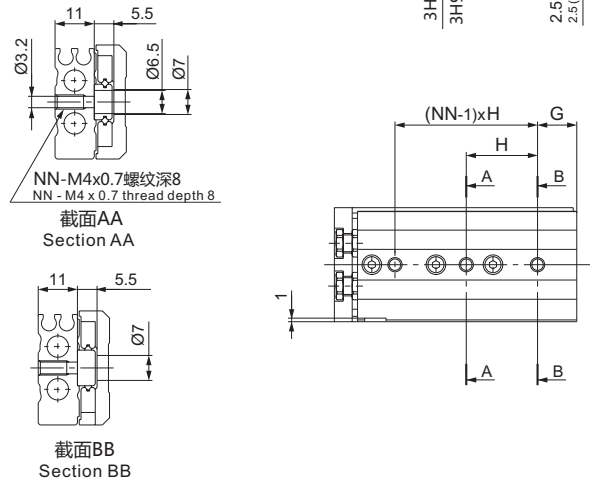 11
5.5
Ø3.2
Ø6.5
Ø7
NN-M4x0.7螺纹深8
NN - M4 x 0.7 thread depth 8
截面AA
Section AA
11
5.5
Ø7
截面BB
Section BB
2.5
(NN-1)xH
G
H
A
B
1
A
B